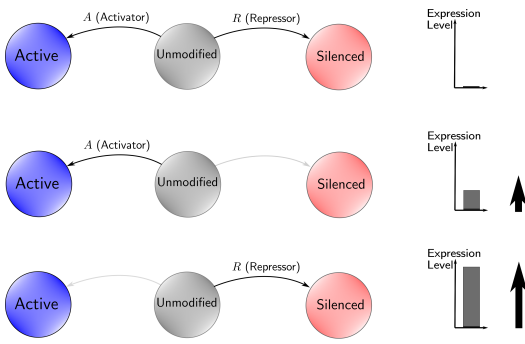 A (Activator)
R (Repressor)
Expression
Level
Active
Unmodified
Silenced
A (Activator)
Expression
Level
Active
Unmodified
Silenced
R (Repressor)
Expression
Level
Active
Unmodified
Silenced